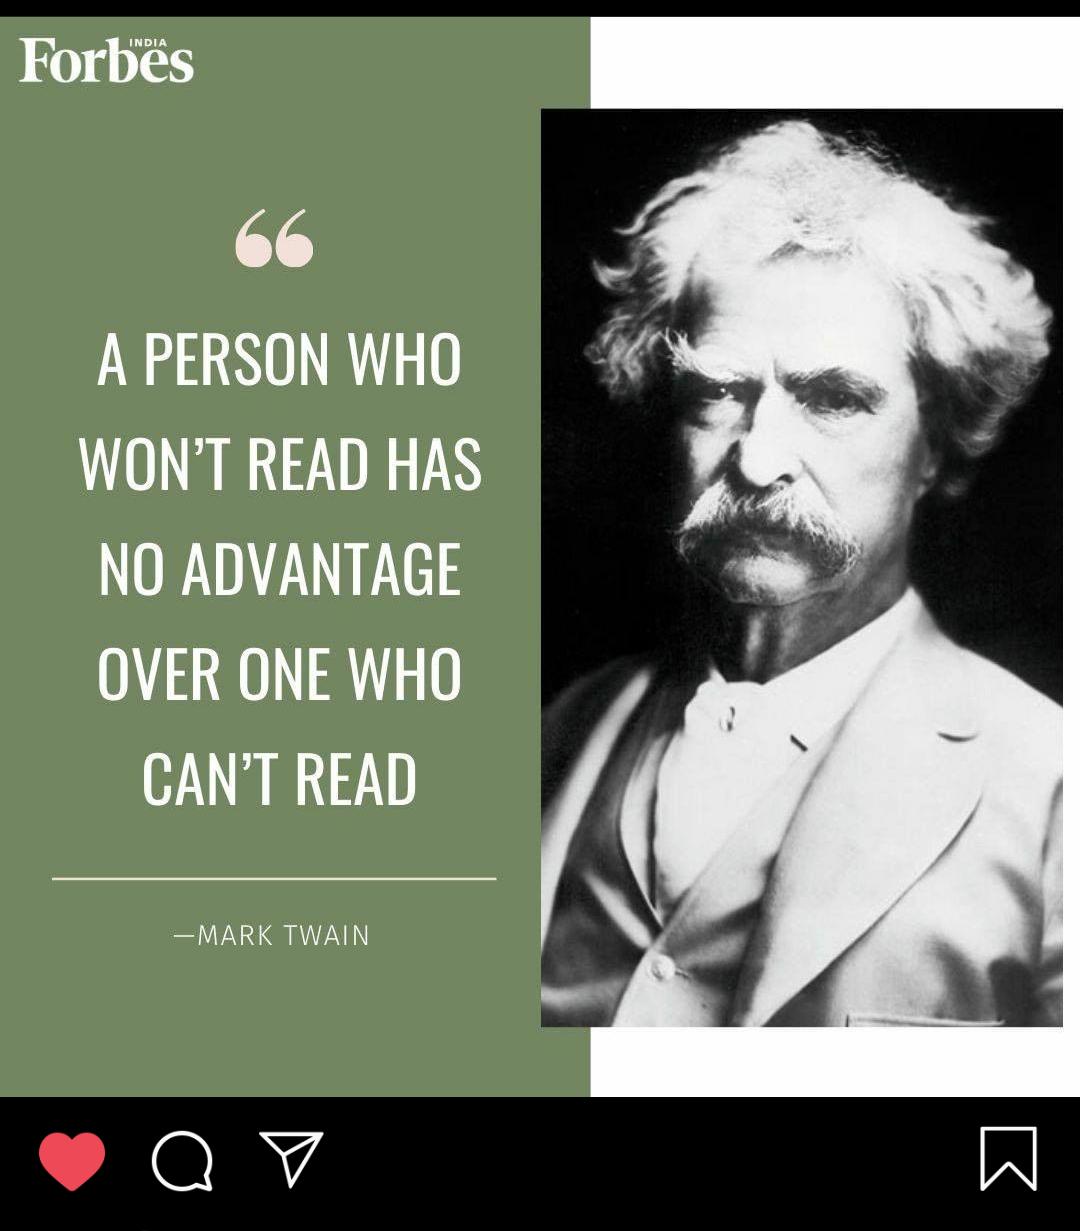 Forbes
INDIA
“
A PERSON WHO
WON’T READ HAS
NO ADVANTAGE
OVER ONE WHO
CAN’T READ
—MARK TWAIN